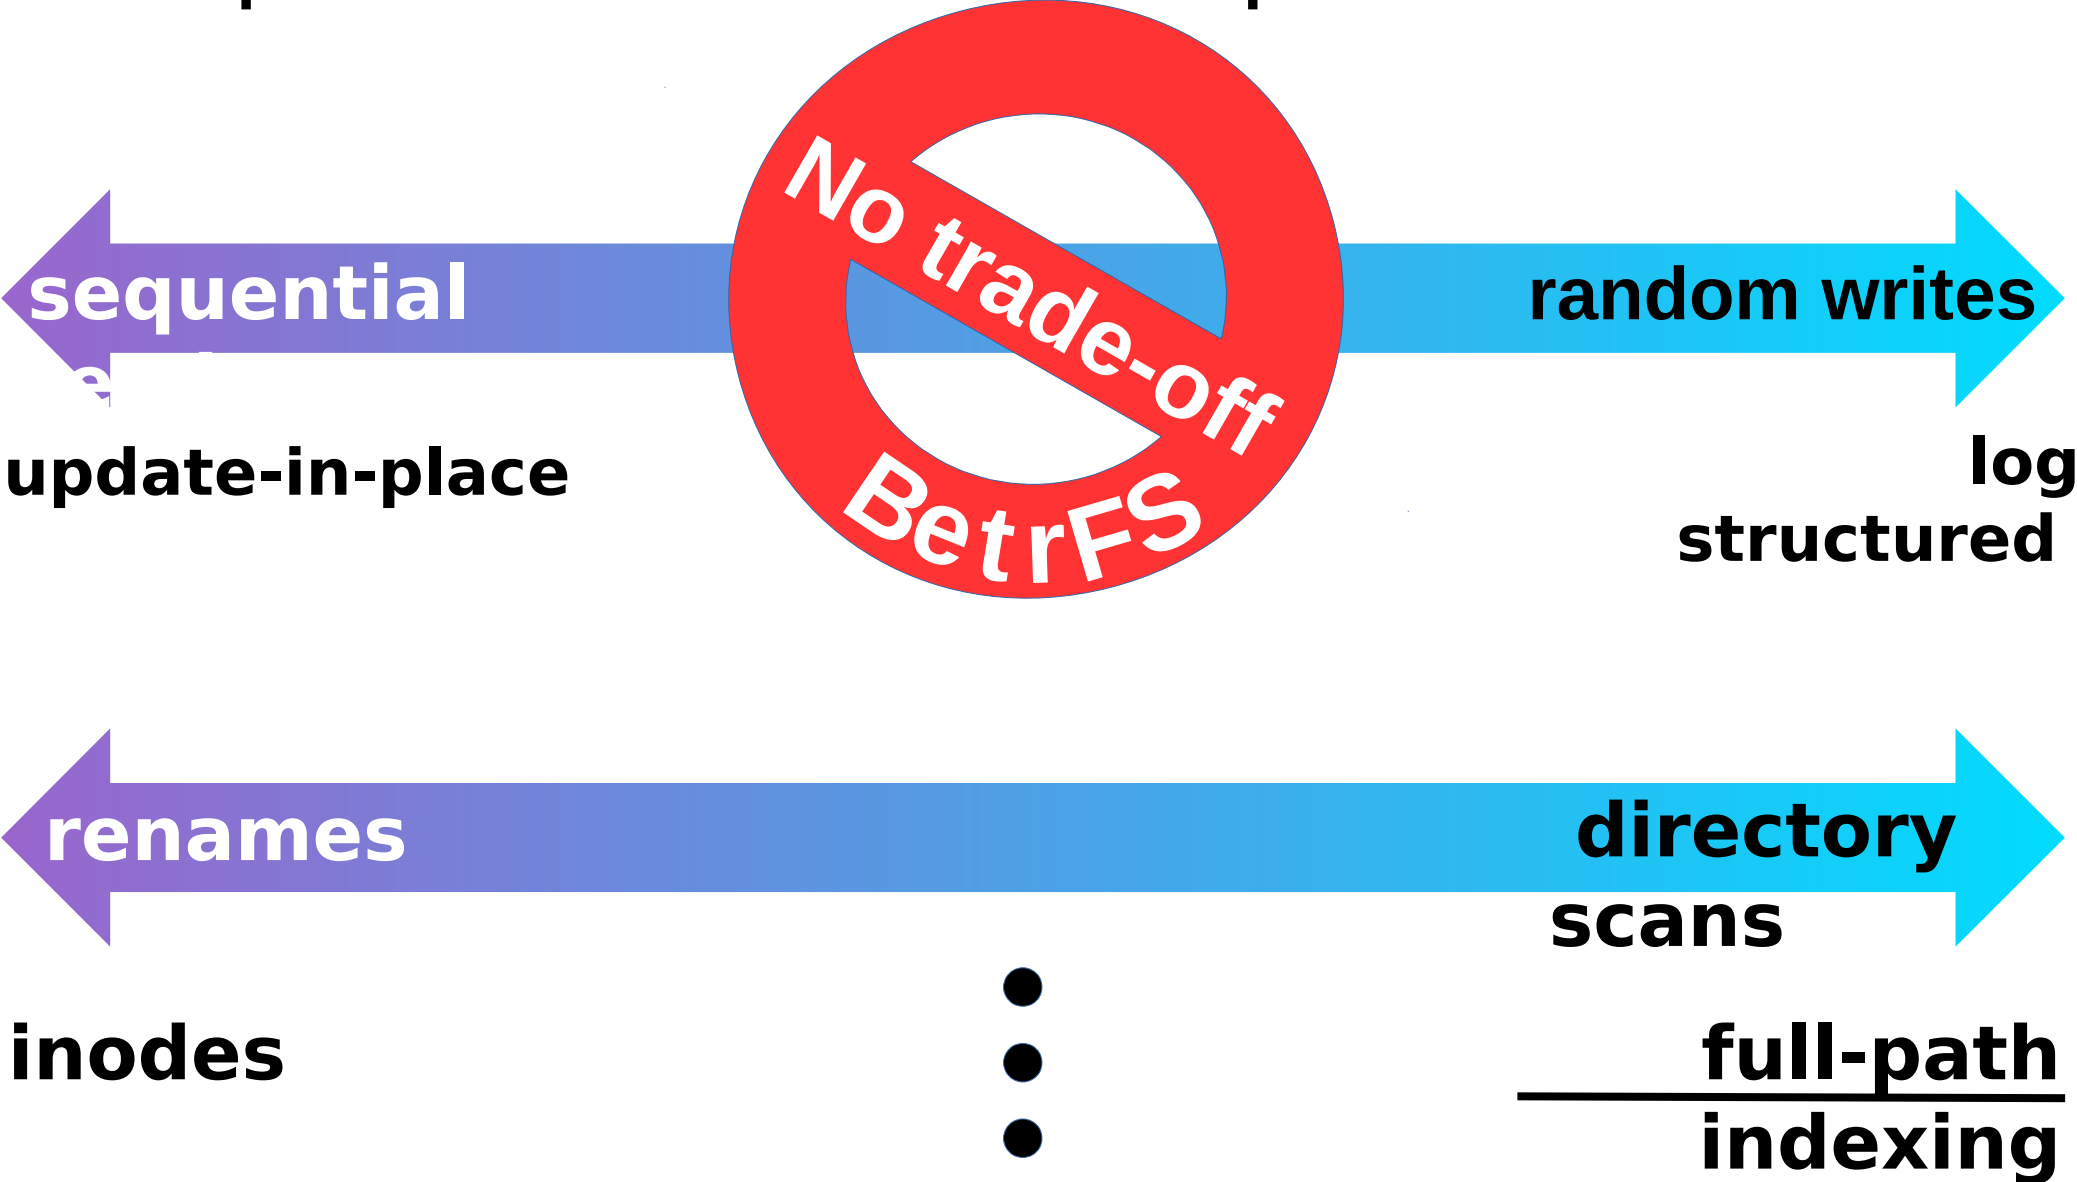 sequential
No trade-off
random writes
BetrFS
update-in-place
log
structured
renames
directory
scans
inodes
full-path
indexing